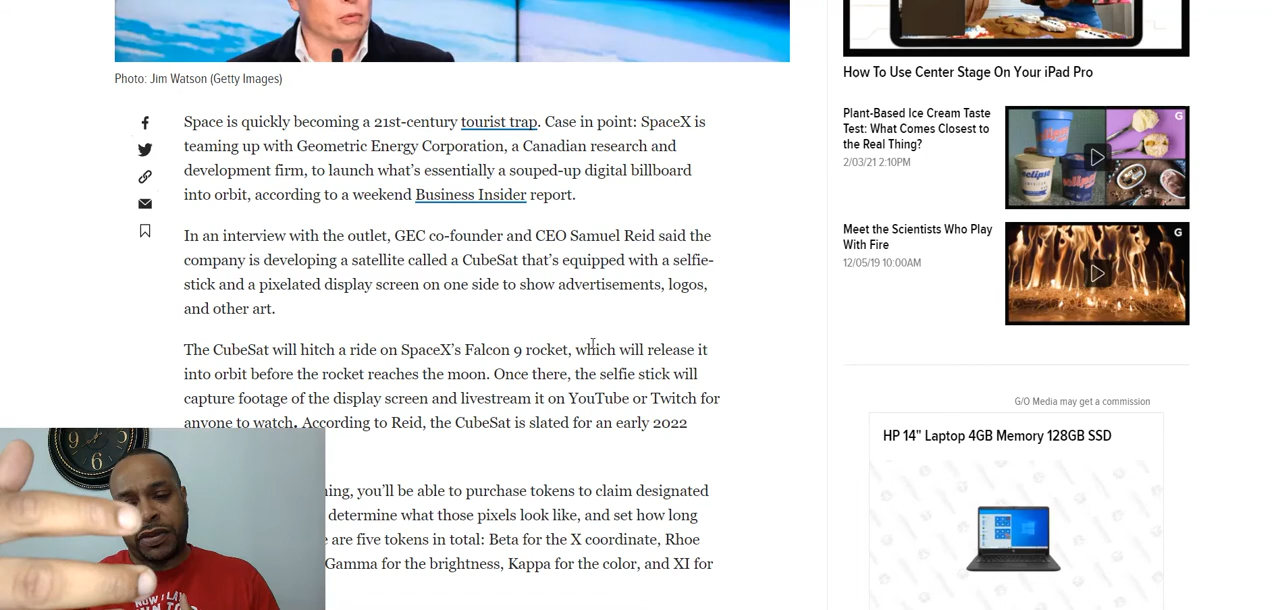 Photo: Jim Watson (Getty Images)
Space is quickly becoming a 21st-century tourist trap. Case in point: SpaceX is
teaming up with Geometric Energy Corporation, a Canadian research and
development firm, to launch what's essentially a souped-up digital billboard
into orbit, according to a weekend Business Insider report.
In an interview with the outlet, GEC co-founder and CEO Samuel Reid said the
company is developing a satellite called a CubeSat that's equipped with a selfie-
stick and a pixelated display screen on one side to show advertisements, logos,
and other art.
The CubeSat will hitch a ride on SpaceX's Falcon 9 rocket, which will release it
into orbit before the rocket reaches the moon. Once there, the selfie stick will
capture footage of the display screen and livestream it on YouTube or Twitch for
anyone to watch. According to Reid, the CubeSat is slated for an early 2022
you'll be able to purchase tokens to claim designated
determine what those pixels look like, and set how long
are five tokens in total: Beta for the X coordinate, Rhoe
Gamma for the brightness, Kappa for the color, and XI for
9
6
NOW I LAY
How To Use Center Stage On Your iPad Pro
Plant-Based Ice Cream Taste
Test: What Comes Closest to
the Real Thing?
2/03/21 2:10PM
eclipse
G
Meet the Scientists Who Play
With Fire
12/05/19 10:00AM
G
G/O Media may get a commission
HP 14" Laptop 4GB Memory 128GB SSD